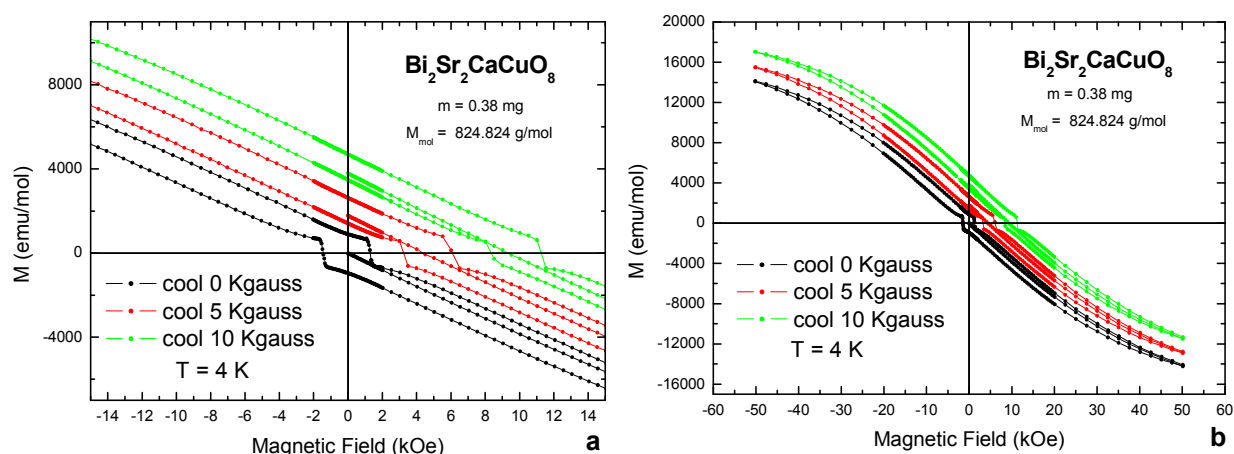 8000
4000
0
-4000
-14 -12 -10 -8 -6 -4 -2 0 2 4 6 8 10 12 14
M (emu/mol)
Magnetic Field (kOe)
Bi₂Sr₂CaCuO₈
m = 0.38 mg
M_mol = 824.824 g/mol
cool 0 Kgauss
cool 5 Kgauss
cool 10 Kgauss
T = 4 K
a
20000
16000
12000
8000
4000
0
-4000
-8000
-12000
-16000
-60 -50 -40 -30 -20 -10 0 10 20 30 40 50 60
M (emu/mol)
Magnetic Field (kOe)
Bi₂Sr₂CaCuO₈
m = 0.38 mg
M_mol = 824.824 g/mol
cool 0 Kgauss
cool 5 Kgauss
cool 10 Kgauss
T = 4 K
b